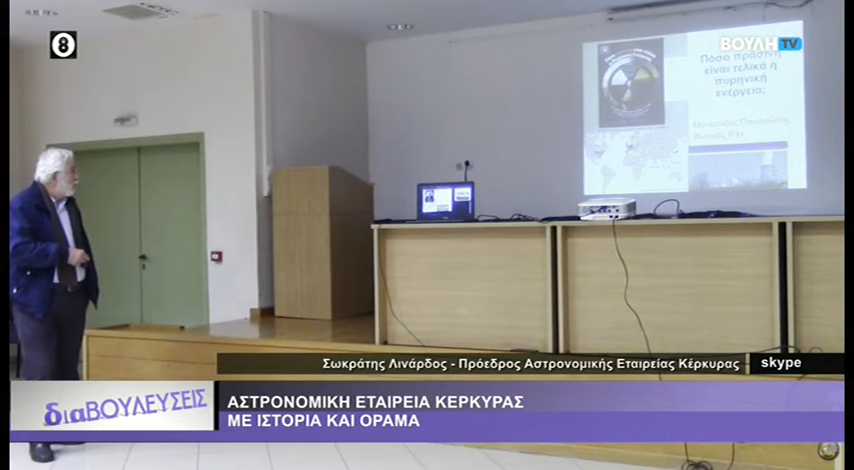 8
ΒΟΥΛΗ TV
Πόσο πράσινη
είναι τελικά η
πυρηνική
ενέργεια;
Σωκράτης Λινάρδος - Πρόεδρος Αστρονομικής Εταιρείας Κέρκυρας
skype
διαΒΟΥΛΕΥΣΕΙΣ
ΑΣΤΡΟΝΟΜΙΚΗ ΕΤΑΙΡΕΙΑ ΚΕΡΚΥΡΑΣ
ΜΕ ΙΣΤΟΡΙΑ ΚΑΙ ΟΡΑΜΑ